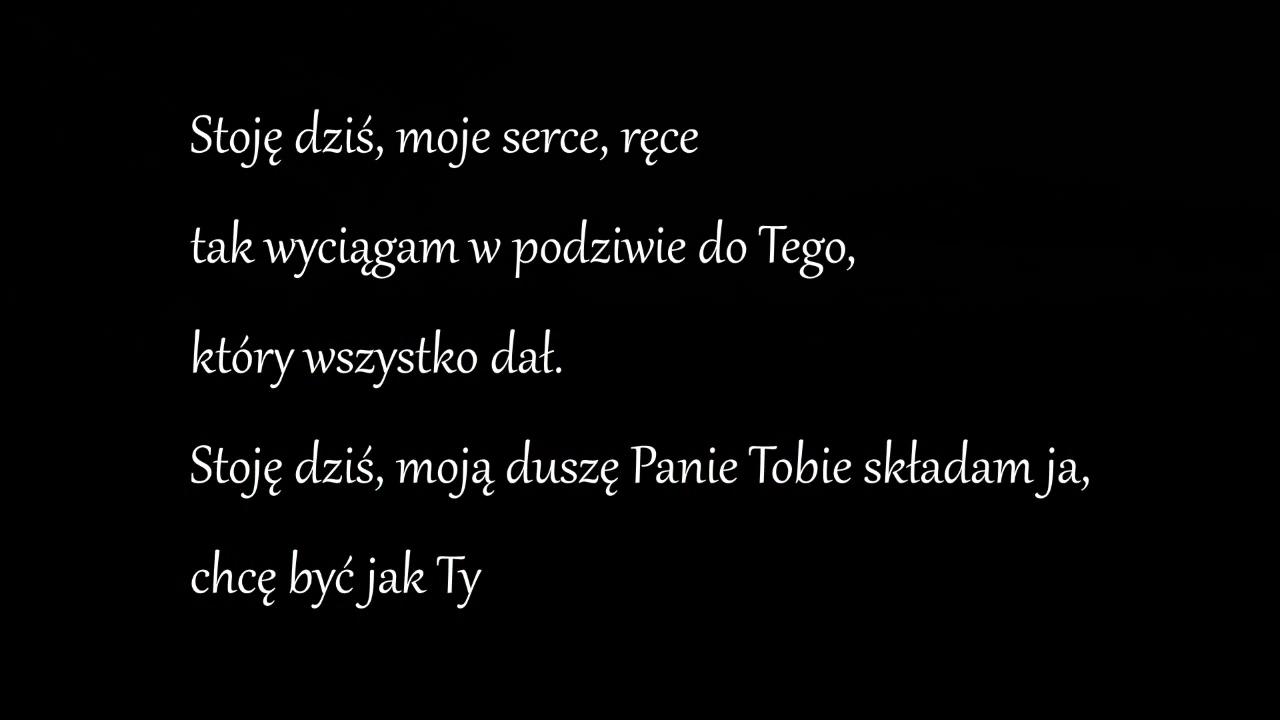 Stoję dziś, moje serce, ręce
tak wyciągam w podziwie do Tego,
który wszystko dał.
Stoję dziś, moją duszę Panie Tobie składam ja,
chcę być jak Ty